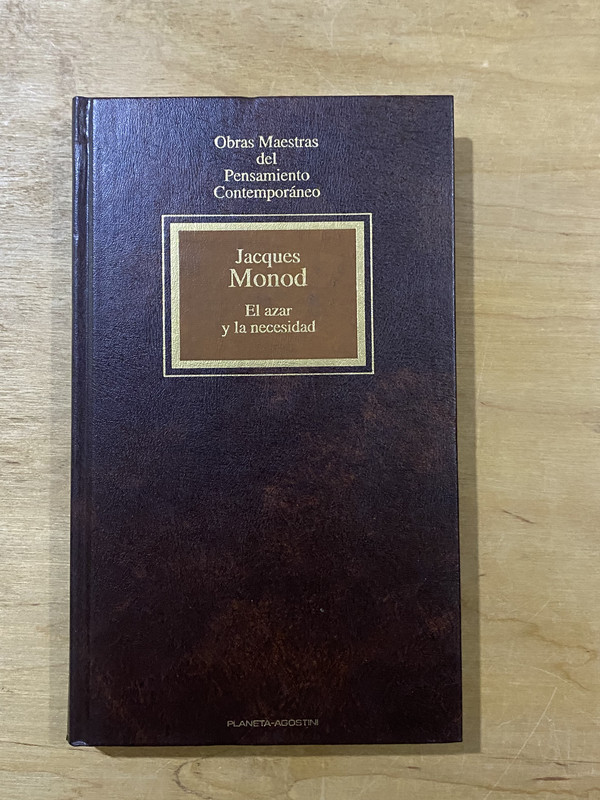 Obras Maestras
del
Pensamiento
Contemporáneo
Jacques
Monod
El azar
y la necesidad
PLANETA-AGOSTINI